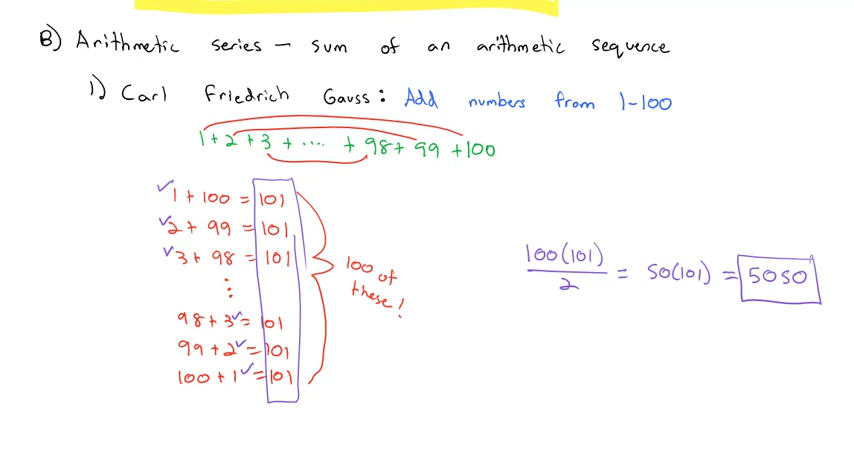 B) Arithmetic series - sum of an arithmetic sequence
1) Carl Friedrich Gauss: Add numbers from 1-100
1+2+3+....+98+99+100
✓1+100=101
✓2+99=101
✓3+98=101
⋮
98+3✓=101
99+2✓=101
100+1✓=101
100 of
these!
100(101)/2 = 50(101) = 5050